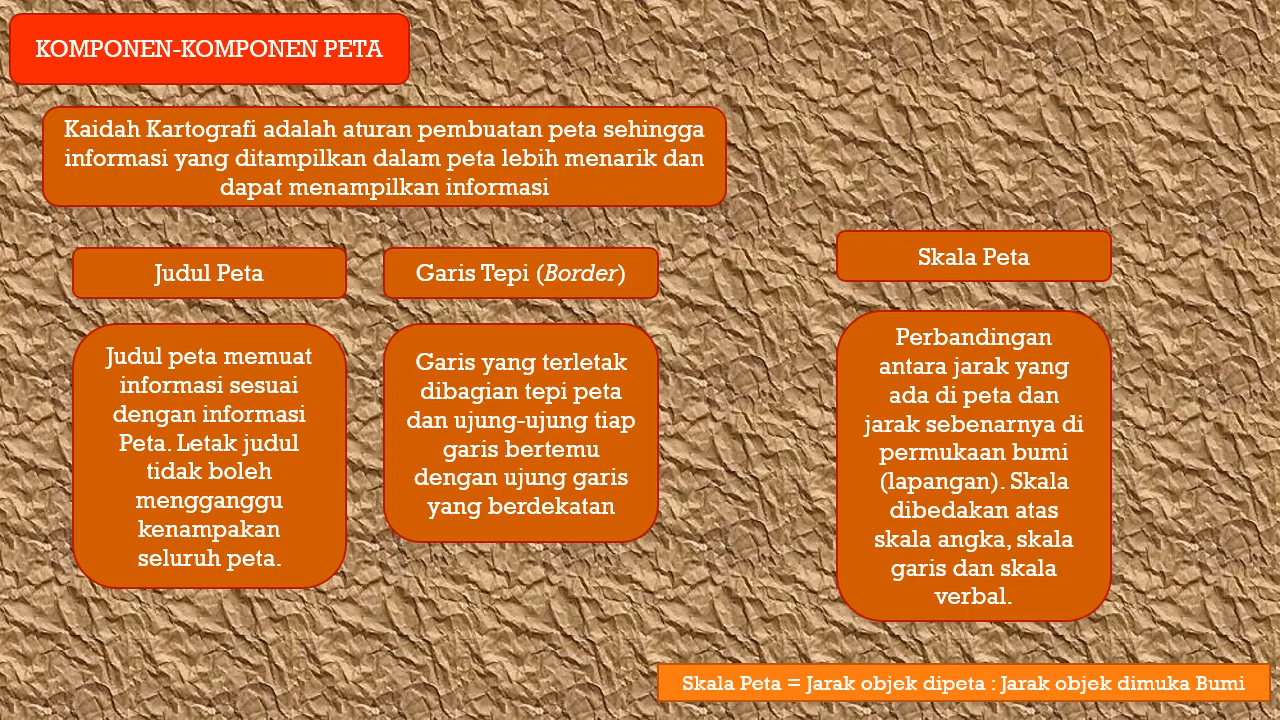 KOMPONEN-KOMPONEN PETA
Kaidah Kartografi adalah aturan pembuatan peta sehingga
informasi yang ditampilkan dalam peta lebih menarik dan
dapat menampilkan informasi
Judul Peta
Judul peta memuat
informasi sesuai
dengan informasi
Peta. Letak judul
tidak boleh
mengganggu
kenampakan
seluruh peta.
Garis Tepi (Border)
Garis yang terletak
dibagian tepi peta
dan ujung-ujung tiap
garis bertemu
dengan ujung garis
yang berdekatan
Skala Peta
Perbandingan
antara jarak yang
ada di peta dan
jarak sebenarnya di
permukaan bumi
(lapangan). Skala
dibedakan atas
skala angka, skala
garis dan skala
verbal.
Skala Peta = Jarak objek dipeta : Jarak objek dimuka Bumi